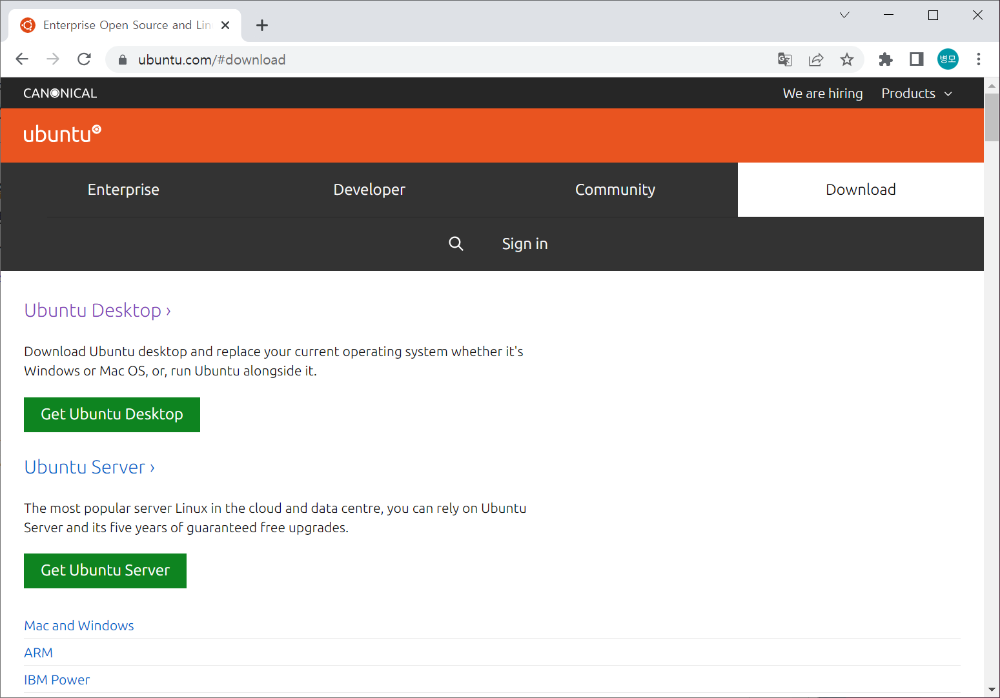 Enterprise Open Source and Lin
ubuntu.com/#download
병모
CANONICAL
We are hiring
Products
ubuntu
Enterprise
Developer
Community
Download
Sign in
Ubuntu Desktop ›
Download Ubuntu desktop and replace your current operating system whether it's
Windows or Mac OS, or, run Ubuntu alongside it.
Get Ubuntu Desktop
Ubuntu Server ›
The most popular server Linux in the cloud and data centre, you can rely on Ubuntu
Server and its five years of guaranteed free upgrades.
Get Ubuntu Server
Mac and Windows
ARM
IBM Power